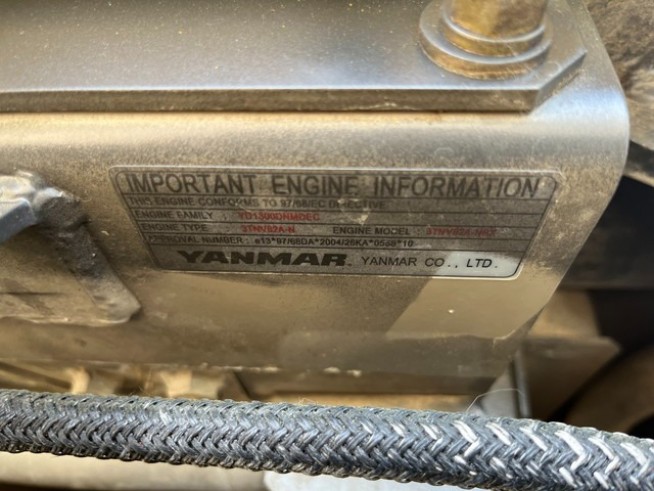 IMPORTANT ENGINE INFORMATION
THIS ENGINE CONFORMS TO 97/68/EC DIRECTIVE
ENGINE FAMILY :
ENGINE TYPE : 3TNV82A-N ENGINE MODEL :
APPROVAL NUMBER :
YANMAR. YANMAR CO., LTD.